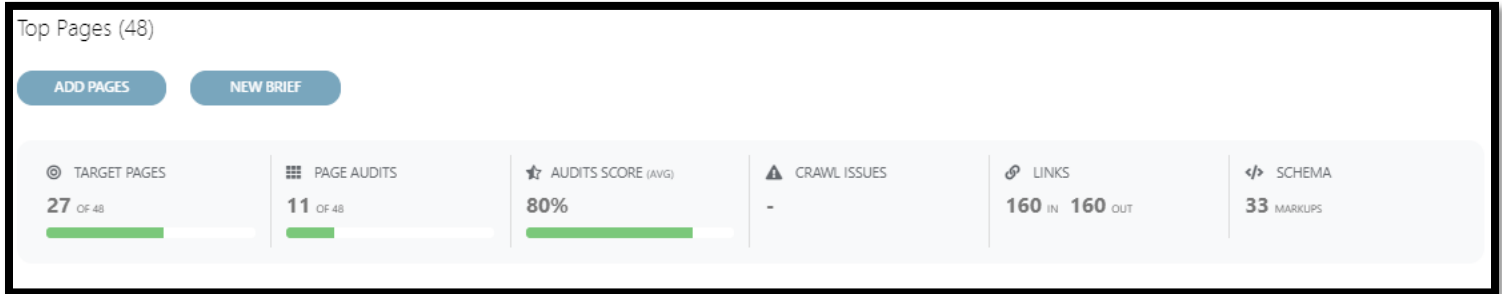 Top Pages (48)
ADD PAGES NEW BRIEF
TARGET PAGES PAGE AUDITS AUDITS SCORE (AVG) CRAWL ISSUES LINKS SCHEMA
27 OF 48 11 OF 48 80% - 160 IN 160 OUT 33 MARKUPS